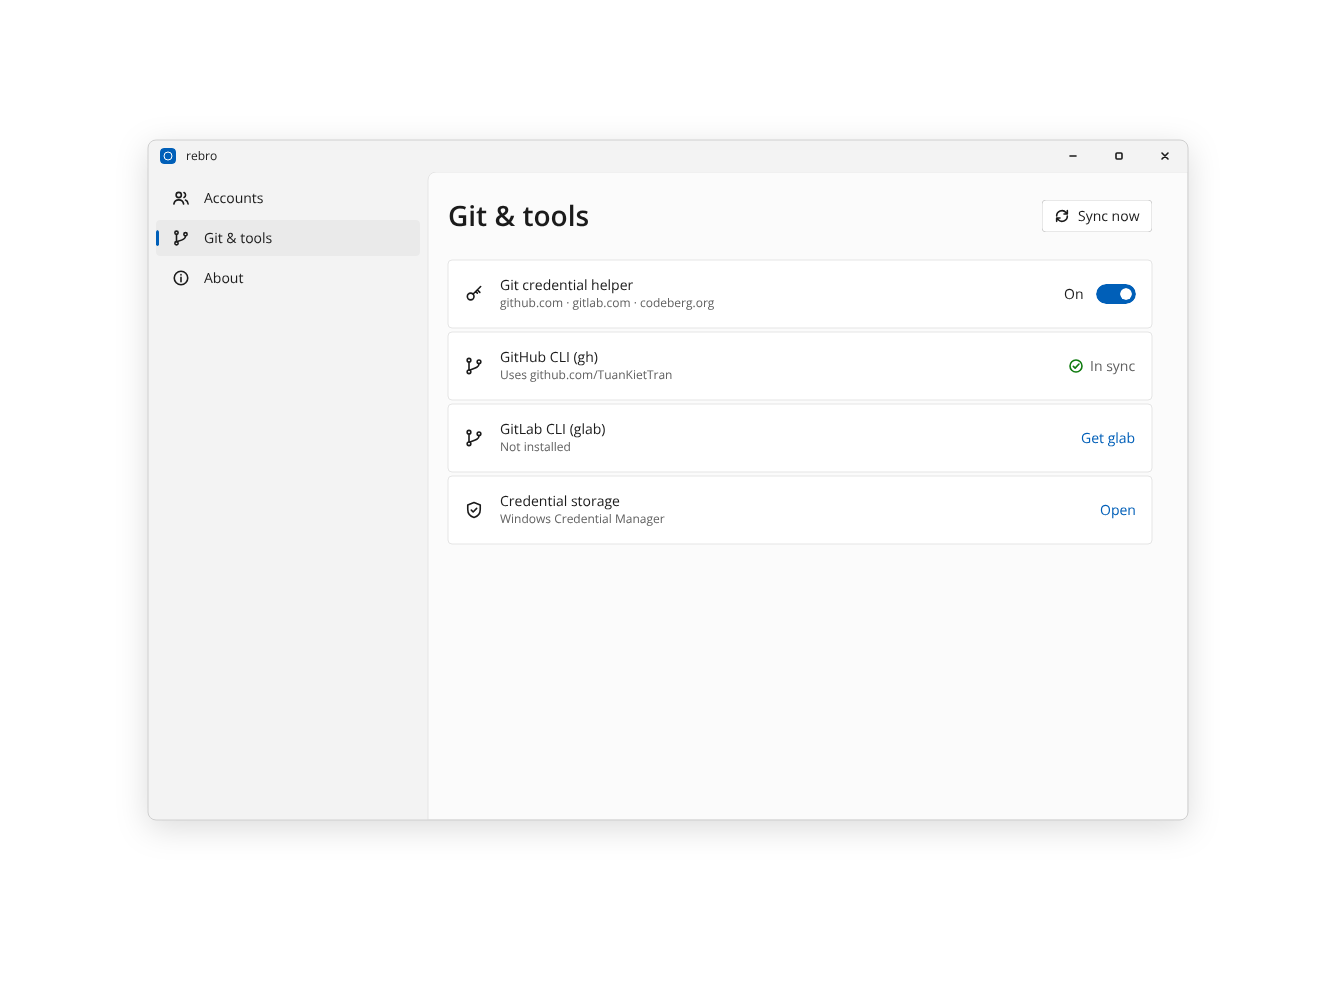 rebro
Accounts
Git & tools
About
Git & tools
Sync now
Git credential helper
github.com · gitlab.com · codeberg.org
On
GitHub CLI (gh)
Uses github.com/TuanKietTran
In sync
GitLab CLI (glab)
Not installed
Get glab
Credential storage
Windows Credential Manager
Open